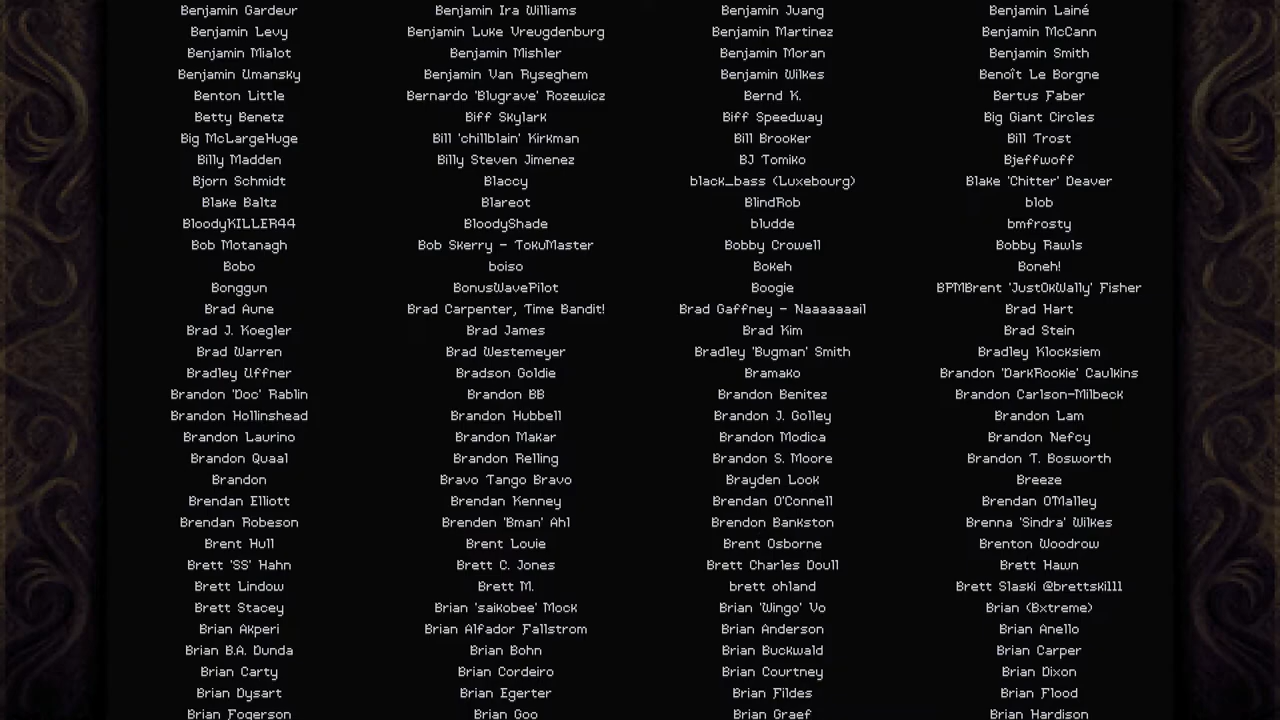 Benjamin Gardeur Benjamin Ira Williams Benjamin Juang Benjamin Lainé
Benjamin Levy Benjamin Luke Vreugdenburg Benjamin Martinez Benjamin McCann
Benjamin Mialot Benjamin Mishler Benjamin Moran Benjamin Smith
Benjamin Umansky Benjamin Van Ryseghem Benjamin Wilkes Benoît Le Borgne
Benton Little Bernardo 'Blugrave' Rozewicz Bernd K. Bertus Faber
Betty Benetz Biff Skylark Biff Speedway Big Giant Circles
Big McLargeHuge Bill 'chillblain' Kirkman Bill Brooker Bill Trost
Billy Madden Billy Steven Jimenez BJ Tomiko Bjeffwoff
Bjorn Schmidt Blaccy black_bass (Luxebourg) Blake 'Chitter' Deaver
Blake Baltz Blareot BlindRob blob
BloodyKILLER44 BloodyShade bludde bmfrosty
Bob Motanagh Bob Skerry - TokuMaster Bobby Crowell Bobby Rawls
Bobo boiso Bokeh Boneh!
Bonggun BonusWavePilot Boogie BPMBrent 'JustOkWally' Fisher
Brad Aune Brad Carpenter, Time Bandit! Brad Gaffney - Naaaaaaail Brad Hart
Brad J. Koegler Brad James Brad Kim Brad Stein
Brad Warren Brad Westemeyer Bradley 'Bugman' Smith Bradley Klocksiem
Bradley Uffner Bradson Goldie Bramako Brandon 'DarkRookie' Caulkins
Brandon 'Doc' Rablin Brandon BB Brandon Benitez Brandon Carlson-Milbeck
Brandon Hollinshead Brandon Hubbell Brandon J. Golley Brandon Lam
Brandon Laurino Brandon Makar Brandon Modica Brandon Nefcy
Brandon Quaal Brandon Relling Brandon S. Moore Brandon T. Bosworth
Brandon Bravo Tango Bravo Brayden Look Breeze
Brendan Elliott Brendan Kenney Brendan O'Connell Brendan O'Malley
Brendan Robeson Brenden 'Bman' Ahl Brendon Bankston Brenna 'Sindra' Wilkes
Brent Hull Brent Louie Brent Osborne Brenton Woodrow
Brett 'SS' Hahn Brett C. Jones Brett Charles Doull Brett Hawn
Brett Lindow Brett M. brett ohland Brett Slaski @brettski111
Brett Stacey Brian 'saikobee' Mock Brian 'Wingo' Vo Brian (Bxtreme)
Brian Akperi Brian Alfador Fallstrom Brian Anderson Brian Anello
Brian B.A. Dunda Brian Bohn Brian Buckwald Brian Carper
Brian Carty Brian Cordeiro Brian Courtney Brian Dixon
Brian Dysart Brian Egerter Brian Fildes Brian Flood
Brian Fogerson Brian Goo Brian Graef Brian Hardison